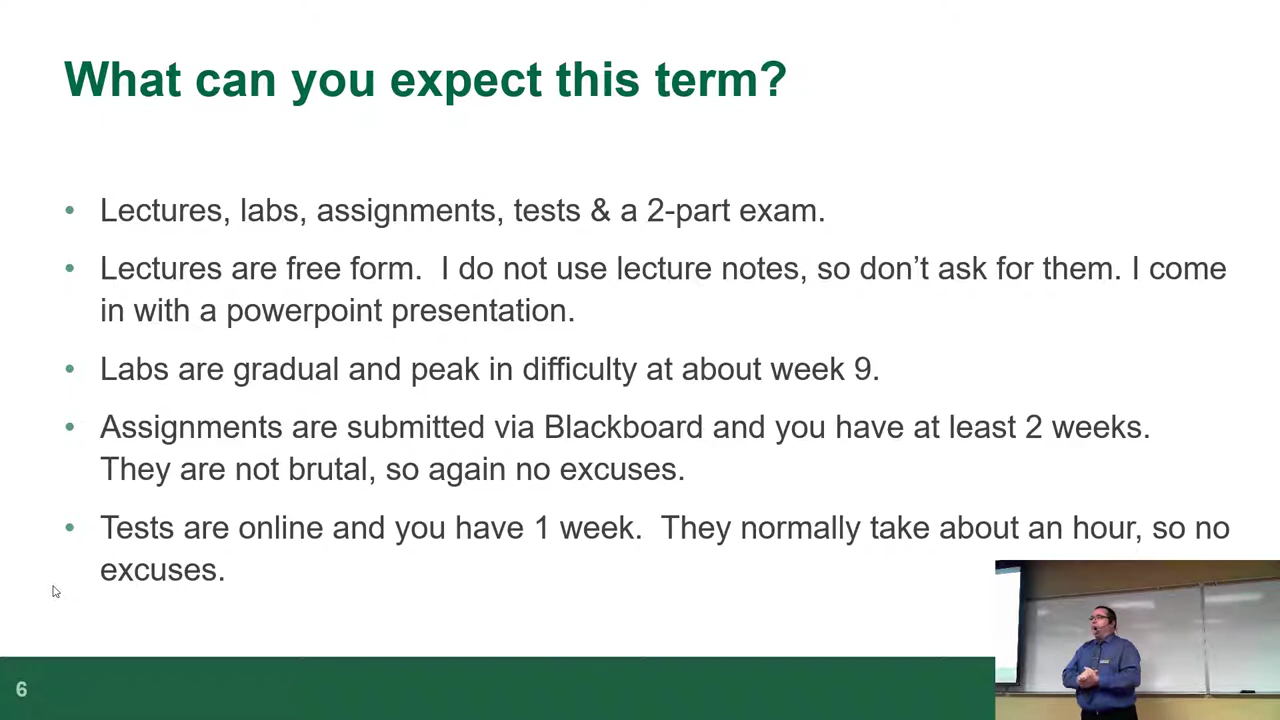 What can you expect this term?
• Lectures, labs, assignments, tests & a 2-part exam.
• Lectures are free form.  I do not use lecture notes, so don’t ask for them. I come
in with a powerpoint presentation.
• Labs are gradual and peak in difficulty at about week 9.
• Assignments are submitted via Blackboard and you have at least 2 weeks.
They are not brutal, so again no excuses.
• Tests are online and you have 1 week.  They normally take about an hour, so no
excuses.
6